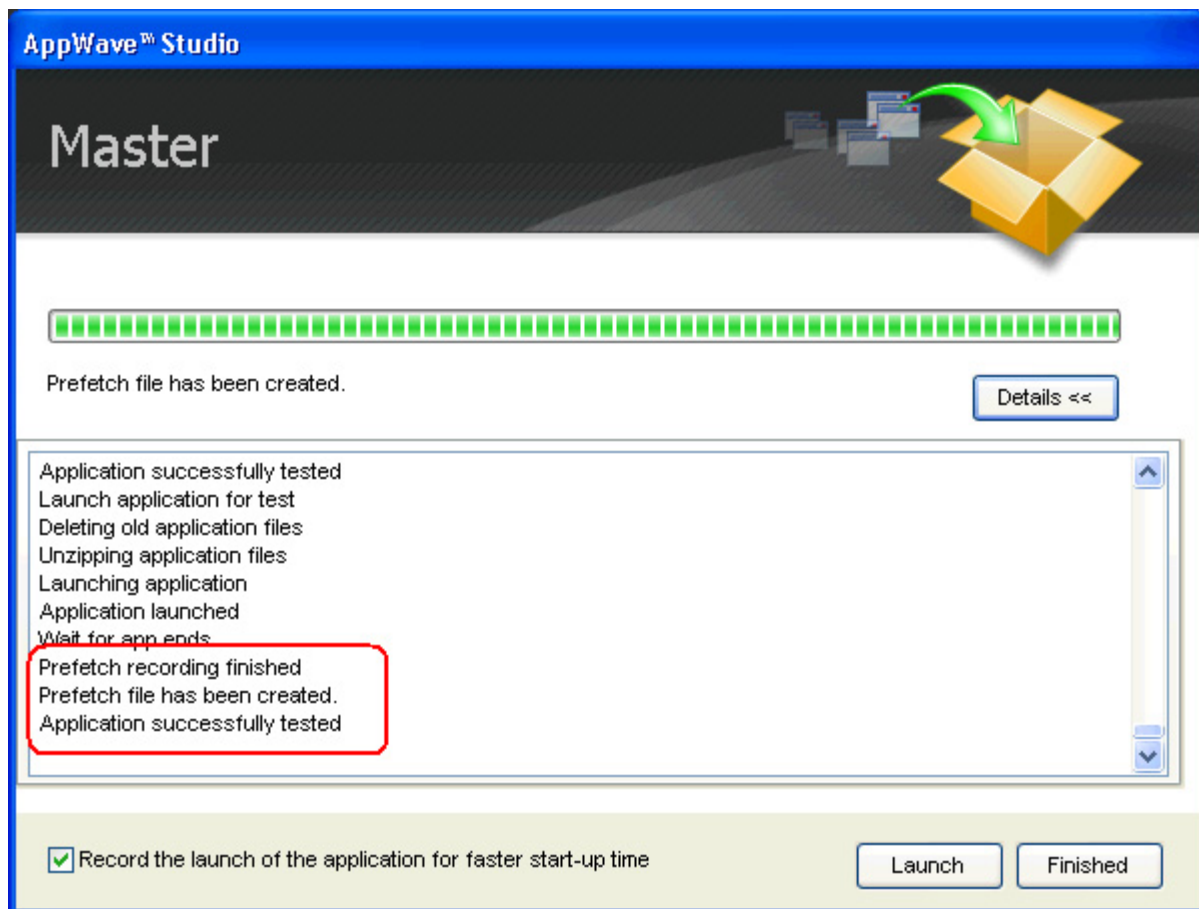 AppWave™ Studio
Master
Prefetch file has been created.
Details <<
Application successfully tested
Launch application for test
Deleting old application files
Unzipping application files
Launching application
Application launched
Wait for app ends
Prefetch recording finished
Prefetch file has been created.
Application successfully tested
Record the launch of the application for faster start-up time
Launch
Finished